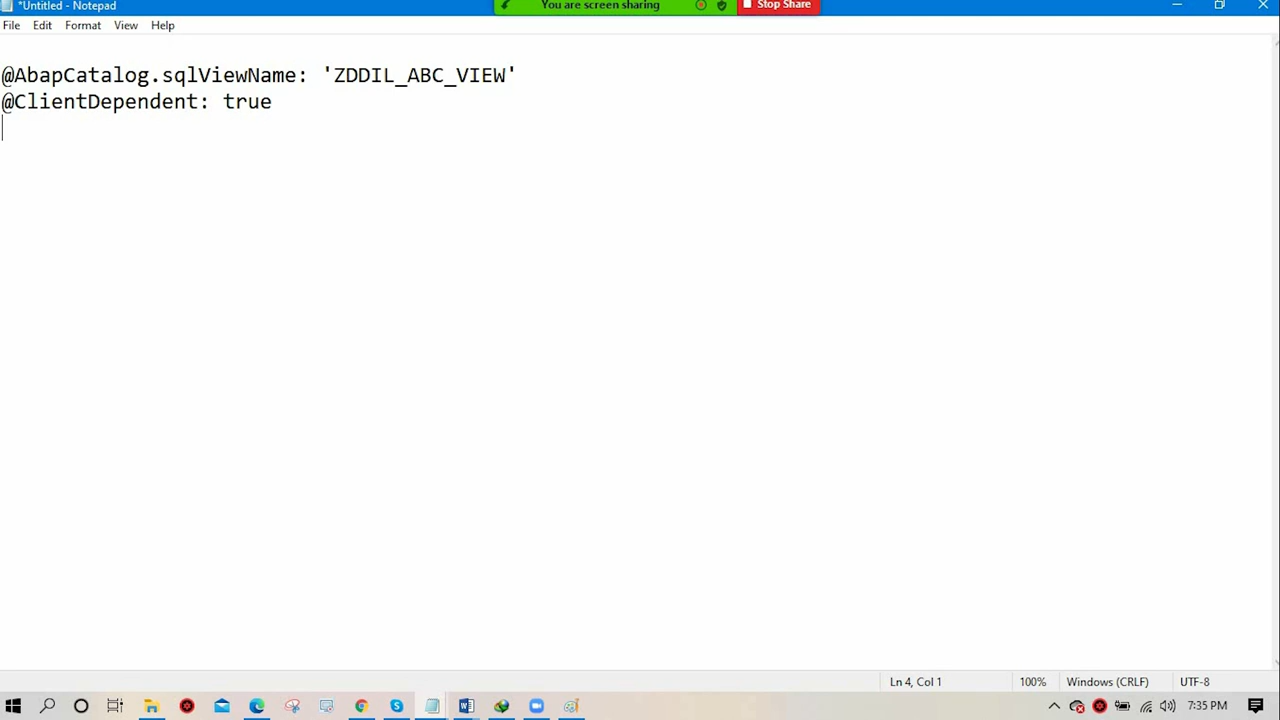 *Untitled - Notepad
You are screen sharing
Stop Share
File Edit Format View Help
@AbapCatalog.sqlViewName: 'ZDDIL_ABC_VIEW'
@ClientDependent: true
Ln 4, Col 1
100%
Windows (CRLF)
UTF-8
7:35 PM